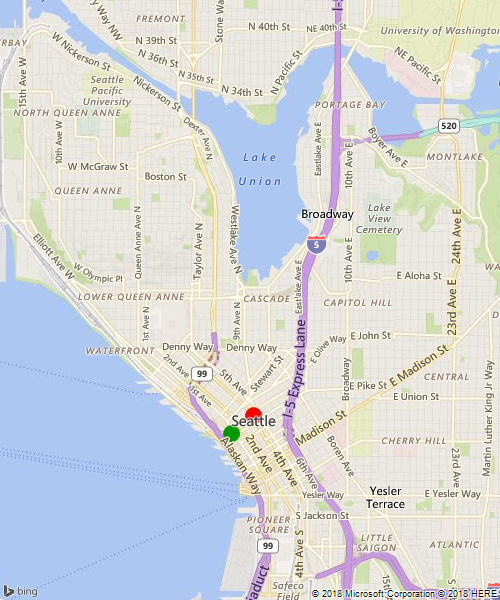 FREMONT
Stone Way N
N 40th St
NE 40th St
I-5
University of Washington
N 39th St
N 36th St
N 35th St
N 34th St
N Pacific St
NE Pacific St
W Nickerson St
Nickerson St
15th Ave W
Seattle
Pacific
University
PORTAGE BAY
NORTH QUEEN ANNE
Dexter Ave N
Boyer Ave E
520
10th Ave W
Lake
Union
Eastlake Ave E
10th Ave E
MONTLAKE
W McGraw St
Boston St
QUEEN ANNE
Queen Anne Ave N
Taylor Ave N
Westlake Ave N
Broadway
Lake
View
Cemetery
24th Ave E
5
Elliott Ave W
W Olympic Pl
10th Ave E
E Aloha St
LOWER QUEEN ANNE
CASCADE
Eastlake Ave E
CAPITOL HILL
1st Ave N
9th Ave N
23rd Ave E
WATERFRONT
Denny Way
Denny Way
E Olive Way
E John St
2nd Ave
99
5th Ave
Stewart St
I-5 Express Lane
Broadway
E Madison St
CENTRAL
1st Ave
E Pike St
E Union St
Martin Luther King Jr Way
Seattle
Madison St
CHERRY HILL
Alaskan Way
2nd Ave
4th Ave
6th Ave
Boren Ave
23rd Ave
Yesler Way
Yesler
Terrace
E Yesler Way
PIONEER
SQUARE
S Jackson St
99
4th Ave S
LITTLE
SAIGON
ATLANTIC
Safeco
Field
bing
© 2018 Microsoft Corporation © 2018 HERE